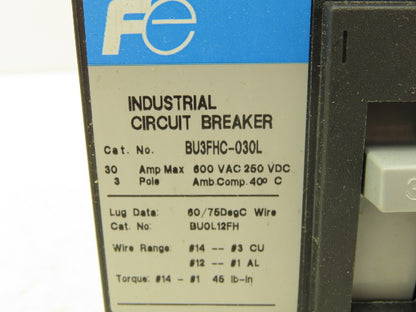 Fe
INDUSTRIAL
CIRCUIT BREAKER
Cat. No. BU3FHC-030L
30 Amp Max 600 VAC 250 VDC
3 Pole Amb.Comp. 40º C
Lug Data: 60/75DegC Wire
Cat. No: BU0L12FH
Wire Range: #14 -- #3 CU
#12 -- #1 AL
Torque: #14 - #1 45 lb-in